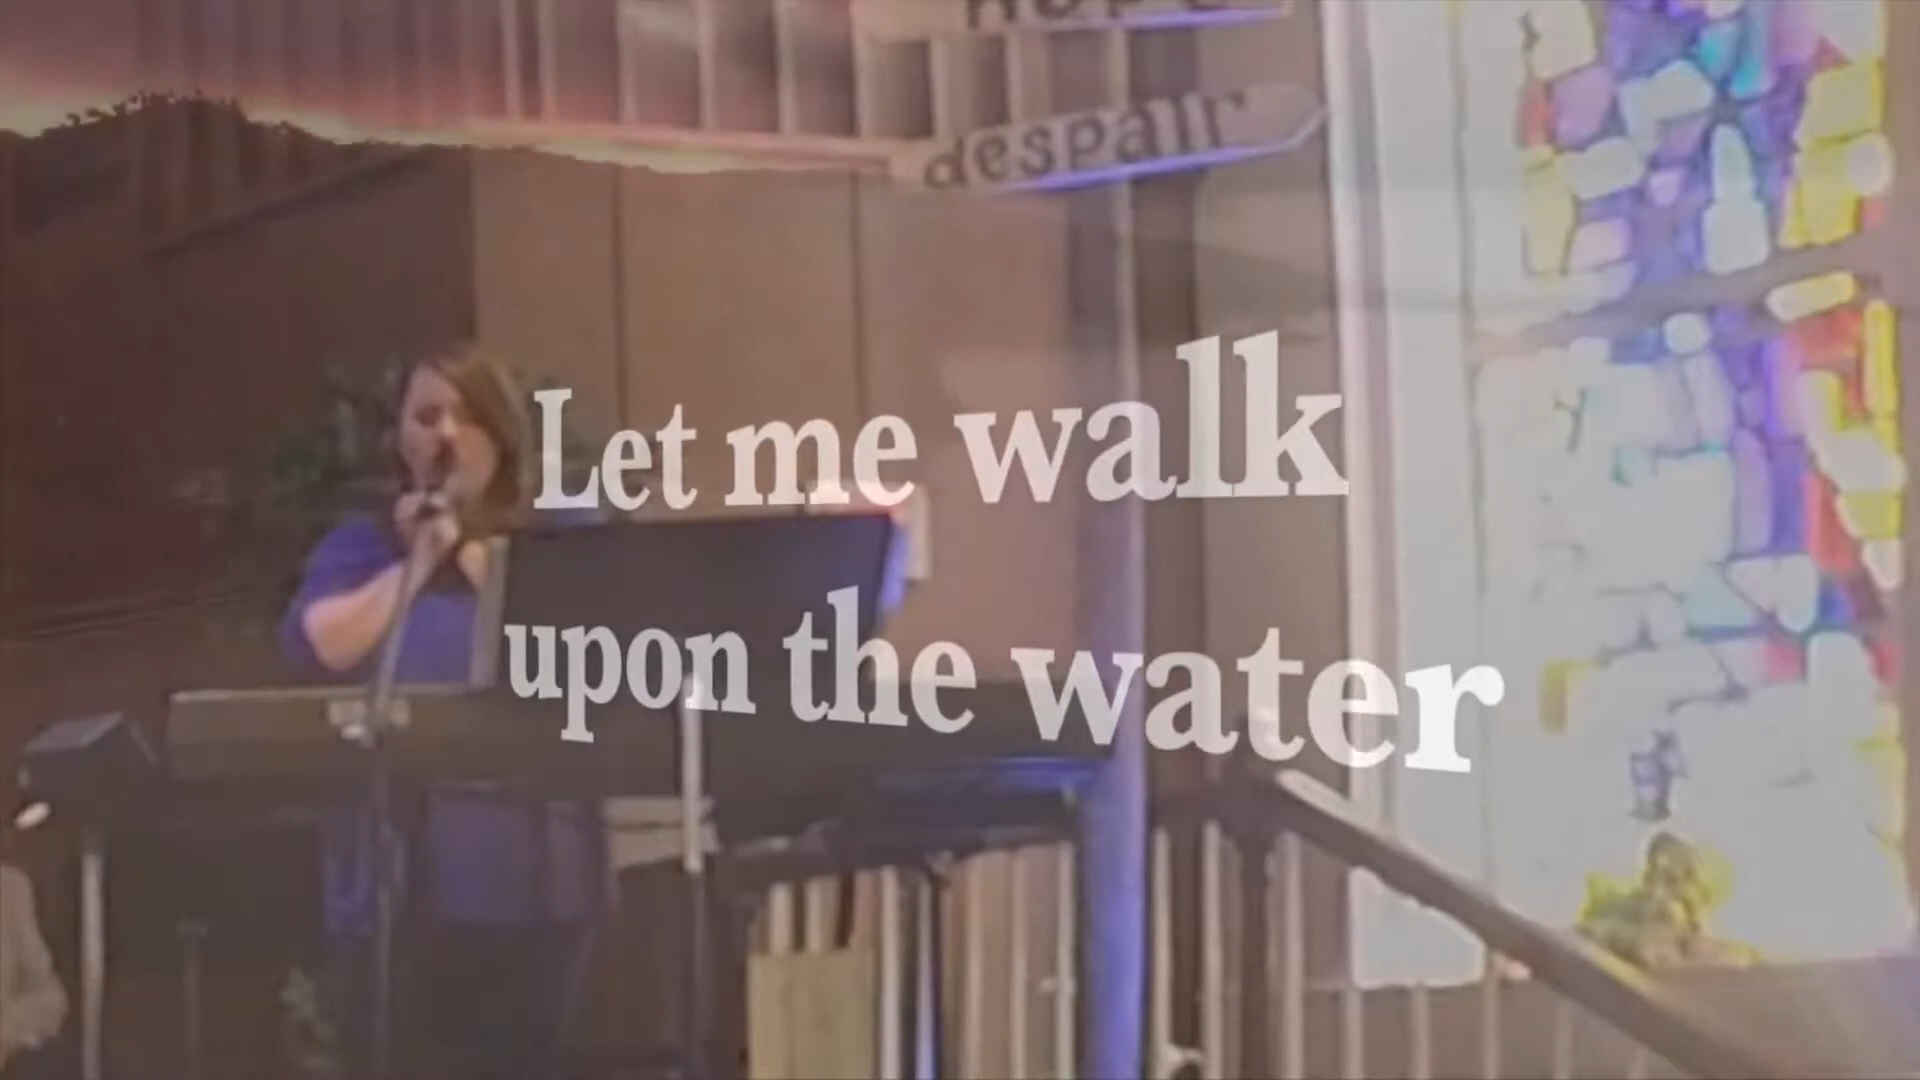 despair
Let me walk
upon the water